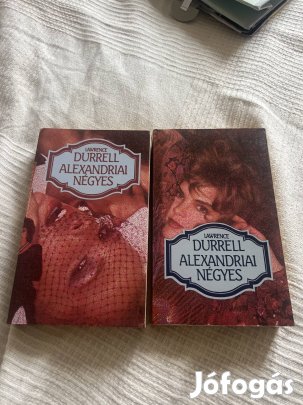 LAWRENCE
DURRELL
ALEXANDRIAI
NÉGYES
LAWRENCE
DURRELL
ALEXANDRIAI
NÉGYES
Jófogás